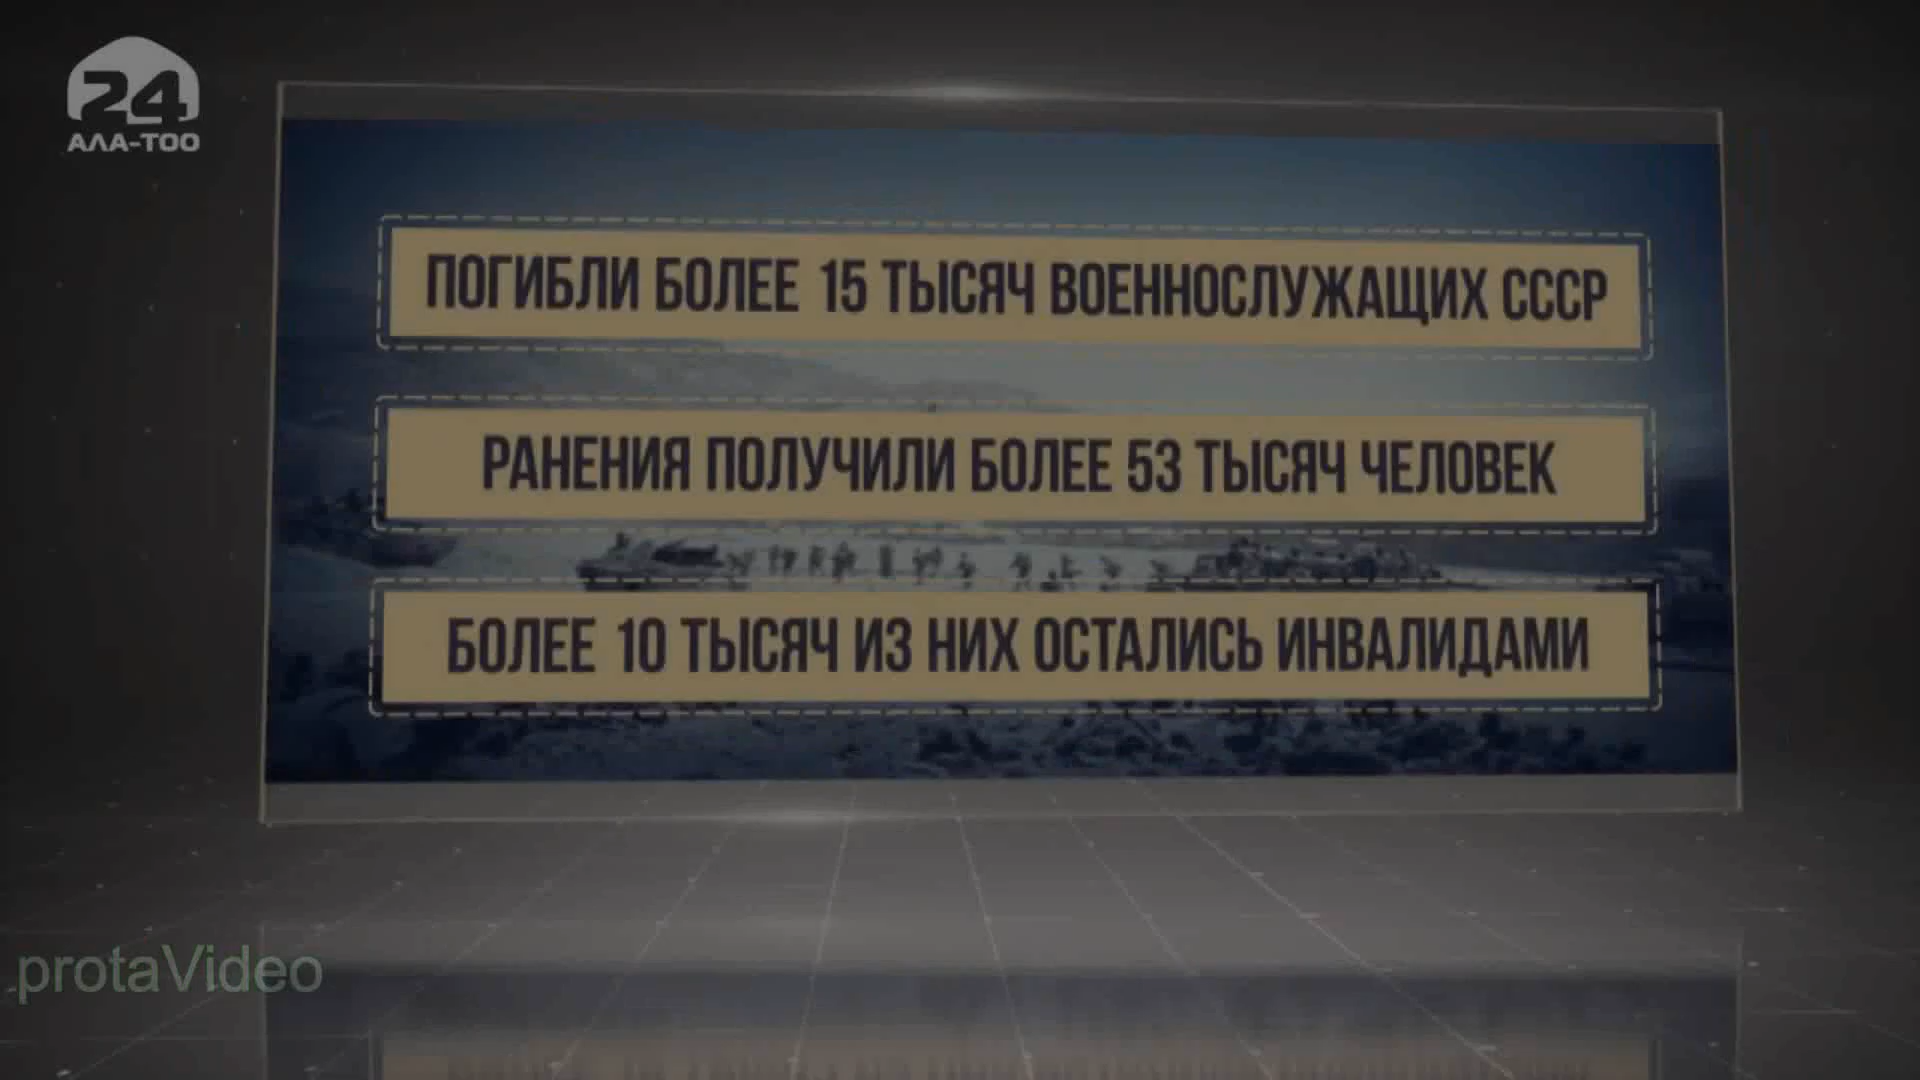 24
АЛА-ТОО
ПОГИБЛИ БОЛЕЕ 15 ТЫСЯЧ ВОЕННОСЛУЖАЩИХ СССР
РАНЕНИЯ ПОЛУЧИЛИ БОЛЕЕ 53 ТЫСЯЧ ЧЕЛОВЕК
БОЛЕЕ 10 ТЫСЯЧ ИЗ НИХ ОСТАЛИСЬ ИНВАЛИДАМИ
protaVideo